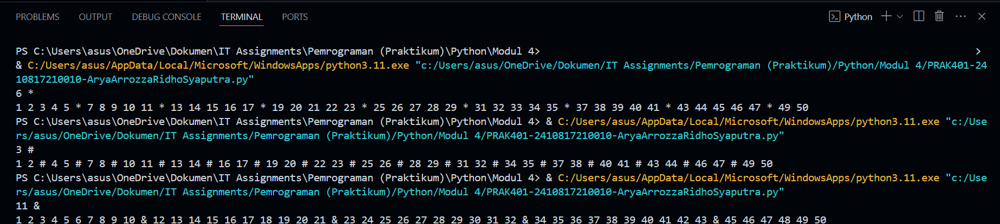 PROBLEMS OUTPUT DEBUG CONSOLE TERMINAL PORTS Python
PS C:\Users\asus\OneDrive\Dokumen\IT Assignments\Pemrograman (Praktikum)\Python\Modul 4> >
& C:/Users/asus/AppData/Local/Microsoft/WindowsApps/python3.11.exe "c:/Users/asus/OneDrive/Dokumen/IT Assignments/Pemrograman (Praktikum)/Python/Modul 4/PRAK401-24
10817210010-AryaArrozzaRidhoSyaputra.py"
6 *
1 2 3 4 5 * 7 8 9 10 11 * 13 14 15 16 17 * 19 20 21 22 23 * 25 26 27 28 29 * 31 32 33 34 35 * 37 38 39 40 41 * 43 44 45 46 47 * 49 50
PS C:\Users\asus\OneDrive\Dokumen\IT Assignments\Pemrograman (Praktikum)\Python\Modul 4> & C:/Users/asus/AppData/Local/Microsoft/WindowsApps/python3.11.exe "c:/Use
rs/asus/OneDrive/Dokumen/IT Assignments/Pemrograman (Praktikum)/Python/Modul 4/PRAK401-2410817210010-AryaArrozzaRidhoSyaputra.py"
3 #
1 2 # 4 5 # 7 8 # 10 11 # 13 14 # 16 17 # 19 20 # 22 23 # 25 26 # 28 29 # 31 32 # 34 35 # 37 38 # 40 41 # 43 44 # 46 47 # 49 50
PS C:\Users\asus\OneDrive\Dokumen\IT Assignments\Pemrograman (Praktikum)\Python\Modul 4> & C:/Users/asus/AppData/Local/Microsoft/WindowsApps/python3.11.exe "c:/Use
rs/asus/OneDrive/Dokumen/IT Assignments/Pemrograman (Praktikum)/Python/Modul 4/PRAK401-2410817210010-AryaArrozzaRidhoSyaputra.py"
11 &
1 2 3 4 5 6 7 8 9 10 & 12 13 14 15 16 17 18 19 20 21 & 23 24 25 26 27 28 29 30 31 32 & 34 35 36 37 38 39 40 41 42 43 & 45 46 47 48 49 50